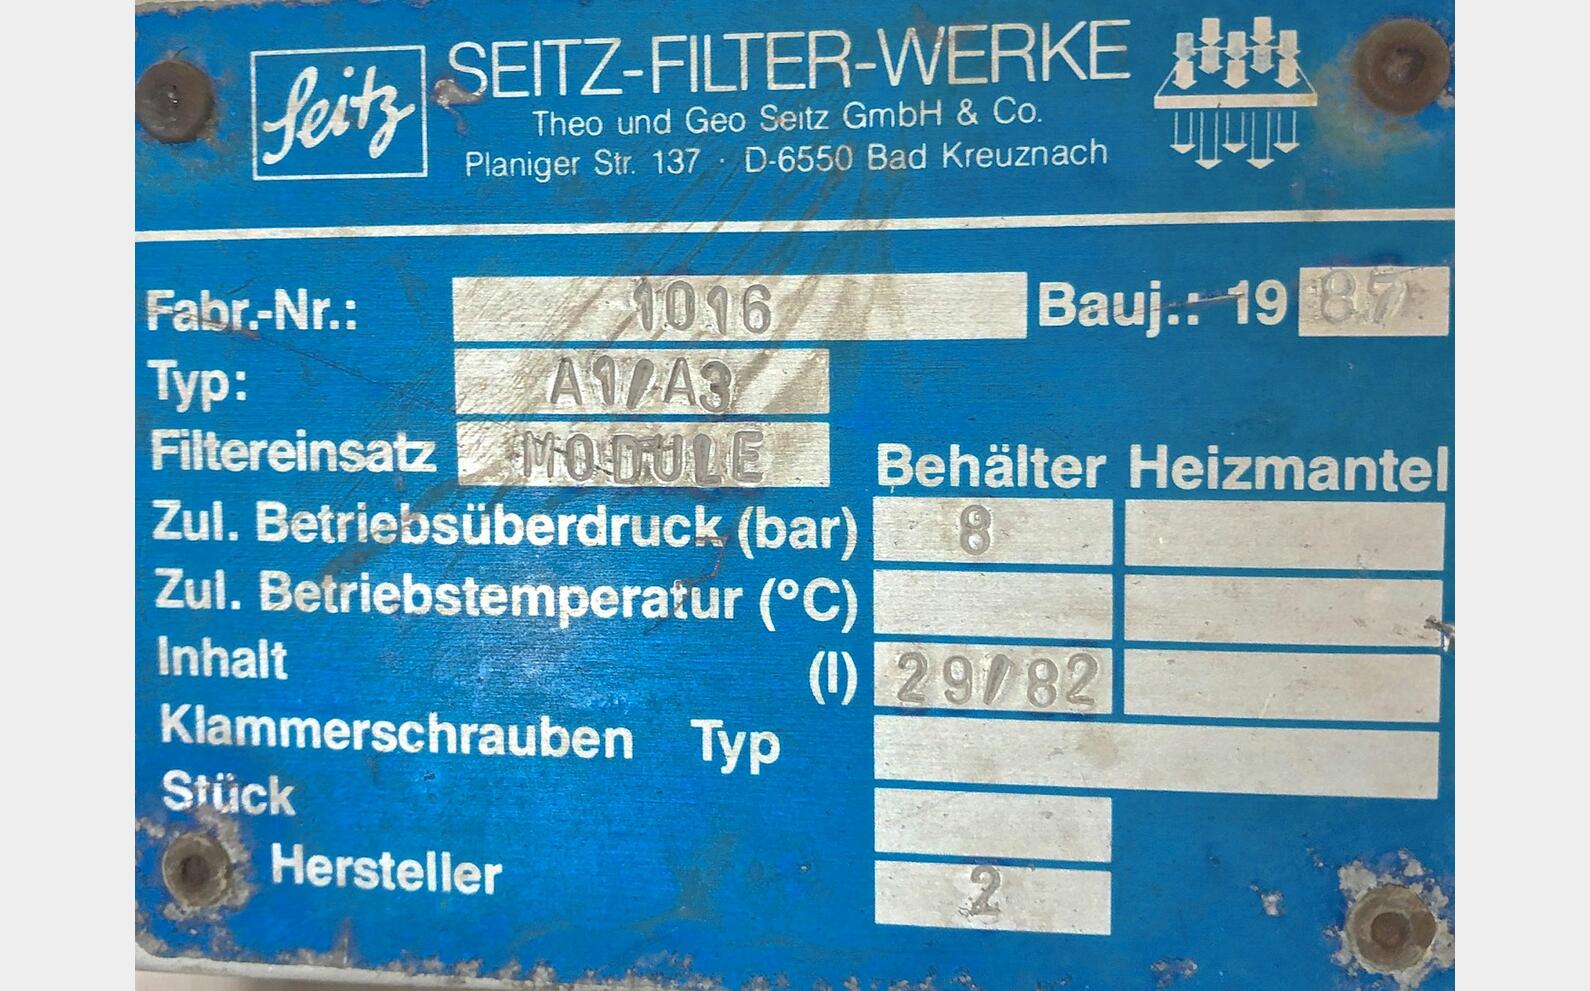 Seitz SEITZ-FILTER-WERKE
Theo und Geo Seitz GmbH & Co.
Planiger Str. 137 · D-6550 Bad Kreuznach
Fabr.-Nr.: 1016 Bauj.: 19 87
Typ: A1/A3
Filtereinsatz MODULE
Behälter Heizmantel
Zul. Betriebsüberdruck (bar) 8
Zul. Betriebstemperatur (°C)
Inhalt (l) 29/82
Klammerschrauben Typ
Stück
Hersteller 2